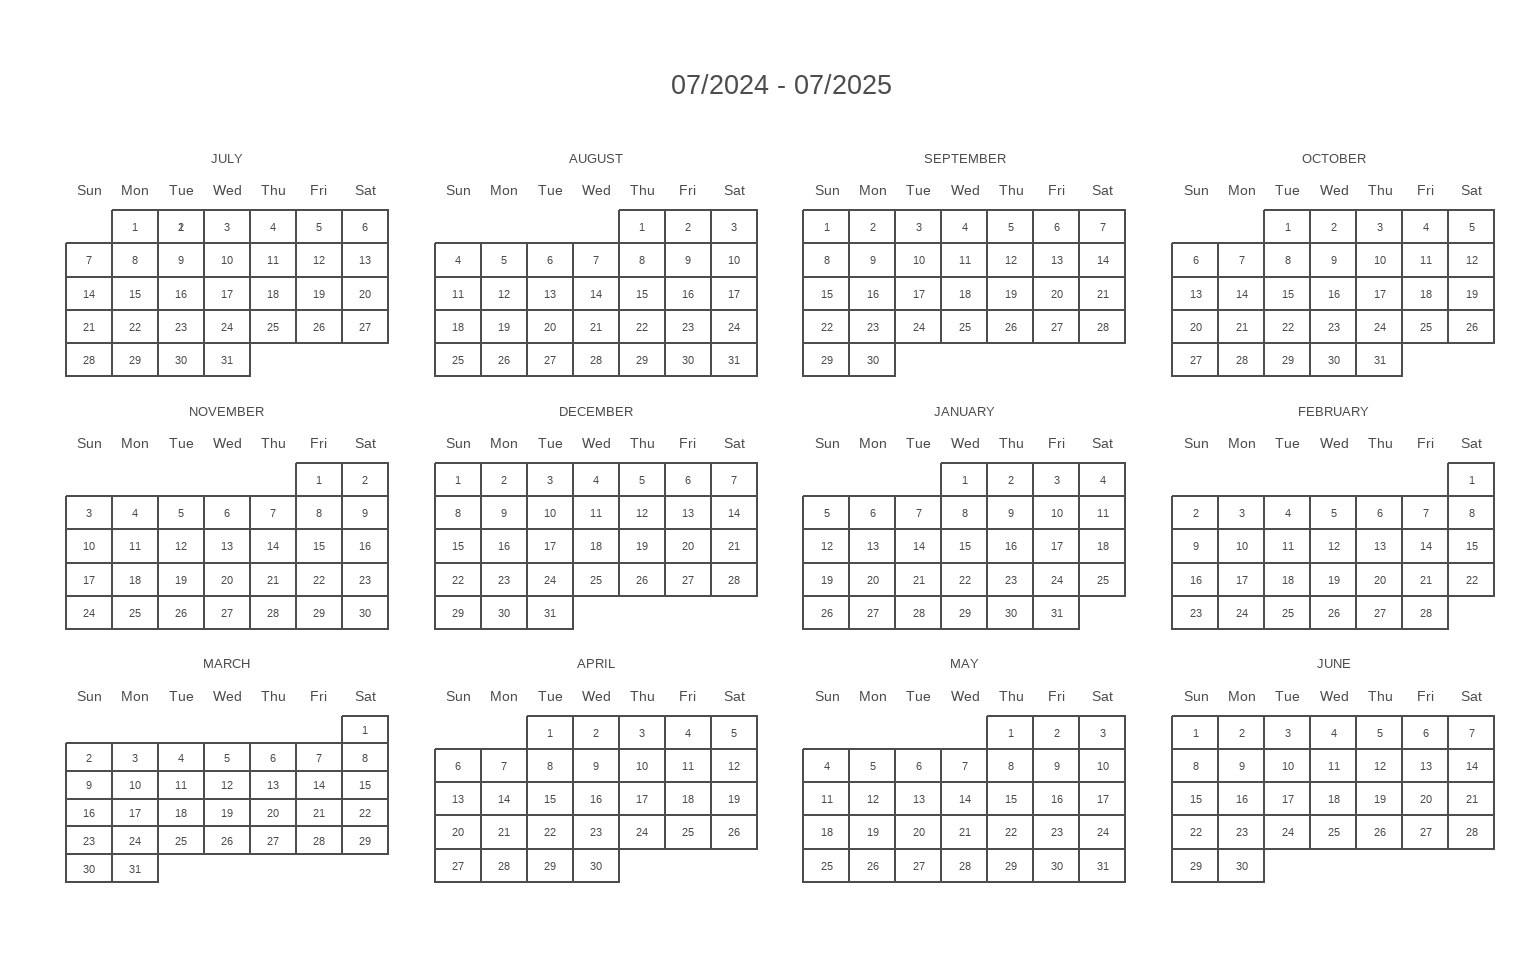 07/2024 - 07/2025
JULY AUGUST SEPTEMBER OCTOBER
Sun Mon Tue Wed Thu Fri Sat Sun Mon Tue Wed Thu Fri Sat Sun Mon Tue Wed Thu Fri Sat Sun Mon Tue Wed Thu Fri Sat
1 3 4 5 6 1 2 3 1 2 3 4 5 6 7 1 2 3 4 5
7 8 9 10 11 12 13 4 5 6 7 8 9 10 8 9 10 11 12 13 14 6 7 8 9 10 11 12
14 15 16 17 18 19 20 11 12 13 14 15 16 17 15 16 17 18 19 20 21 13 14 15 16 17 18 19
21 22 23 24 25 26 27 18 19 20 21 22 23 24 22 23 24 25 26 27 28 20 21 22 23 24 25 26
28 29 30 31 25 26 27 28 29 30 31 29 30 27 28 29 30 31
NOVEMBER DECEMBER JANUARY FEBRUARY
Sun Mon Tue Wed Thu Fri Sat Sun Mon Tue Wed Thu Fri Sat Sun Mon Tue Wed Thu Fri Sat Sun Mon Tue Wed Thu Fri Sat
1 2 1 2 3 4 5 6 7 1 2 3 4 1
3 4 5 6 7 8 9 8 9 10 11 12 13 14 5 6 7 8 9 10 11 2 3 4 5 6 7 8
10 11 12 13 14 15 16 15 16 17 18 19 20 21 12 13 14 15 16 17 18 9 10 11 12 13 14 15
17 18 19 20 21 22 23 22 23 24 25 26 27 28 19 20 21 22 23 24 25 16 17 18 19 20 21 22
24 25 26 27 28 29 30 29 30 31 26 27 28 29 30 31 23 24 25 26 27 28
MARCH APRIL MAY JUNE
Sun Mon Tue Wed Thu Fri Sat Sun Mon Tue Wed Thu Fri Sat Sun Mon Tue Wed Thu Fri Sat Sun Mon Tue Wed Thu Fri Sat
1 1 2 3 4 5 1 2 3 1 2 3 4 5 6 7
2 3 4 5 6 7 8 6 7 8 9 10 11 12 4 5 6 7 8 9 10 8 9 10 11 12 13 14
9 10 11 12 13 14 15 13 14 15 16 17 18 19 11 12 13 14 15 16 17 15 16 17 18 19 20 21
16 17 18 19 20 21 22 20 21 22 23 24 25 26 18 19 20 21 22 23 24 22 23 24 25 26 27 28
23 24 25 26 27 28 29 27 28 29 30 25 26 27 28 29 30 31 29 30
30 31